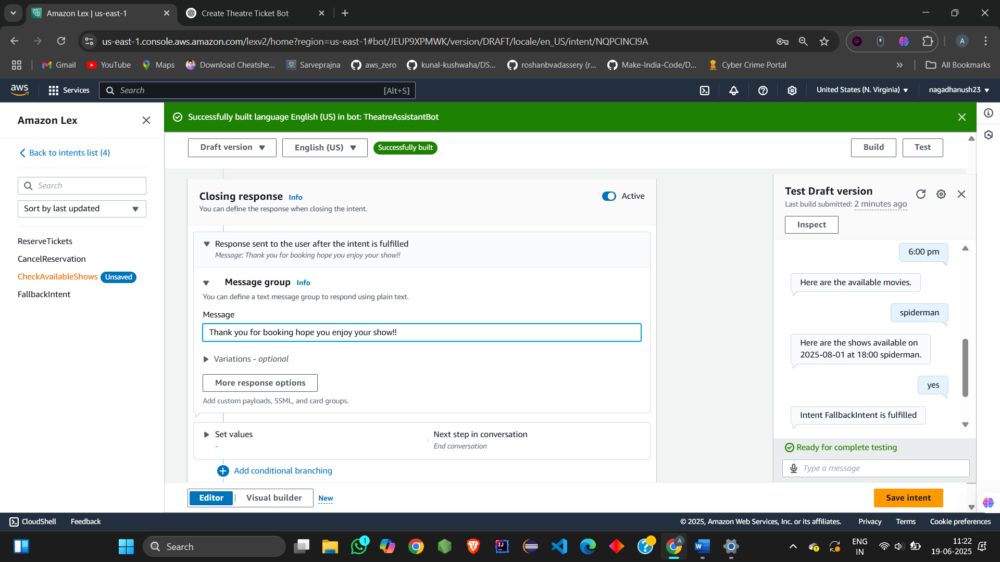 Amazon Lex | us-east-1
Create Theatre Ticket Bot
us-east-1.console.aws.amazon.com/lexv2/home?region=us-east-1#bot/JEUP9XPMWK/version/DRAFT/locale/en_US/intent/NQPCINCI9A
A
Gmail
YouTube
Maps
Download Cheatshe...
Sarveprajna
aws_zero
kunal-kushwaha/DS...
roshanbvadassery (r...
Make-India-Code/D...
Cyber Crime Portal
All Bookmarks
aws
Services
Search
[Alt+S]
United States (N. Virginia)
nagadhanush23
Amazon Lex
Back to intents list (4)
Search
Sort by last updated
ReserveTickets
CancelReservation
CheckAvailableShows Unsaved
FallbackIntent
Successfully built language English (US) in bot: TheatreAssistantBot
Draft version
English (US)
Successfully built
Build
Test
Closing response Info
Active
You can define the response when closing the intent.
Response sent to the user after the intent is fulfilled
Message: Thank you for booking hope you enjoy your show!!
Message group Info
You can define a text message group to respond using plain text.
Message
Thank you for booking hope you enjoy your show!!
Variations - optional
More response options
Add custom payloads, SSML, and card groups.
Set values
-
Next step in conversation
End conversation
Add conditional branching
Editor
Visual builder
New
Save intent
Test Draft version
Last build submitted: 2 minutes ago
Inspect
6:00 pm
Here are the available movies.
spiderman
Here are the shows available on
2025-08-01 at 18:00 spiderman.
yes
Intent FallbackIntent is fulfilled
Ready for complete testing
Type a message
CloudShell
Feedback
© 2025, Amazon Web Services, Inc. or its affiliates.
Privacy
Terms
Cookie preferences
Search
1
ENG
IN
11:22
19-06-2025